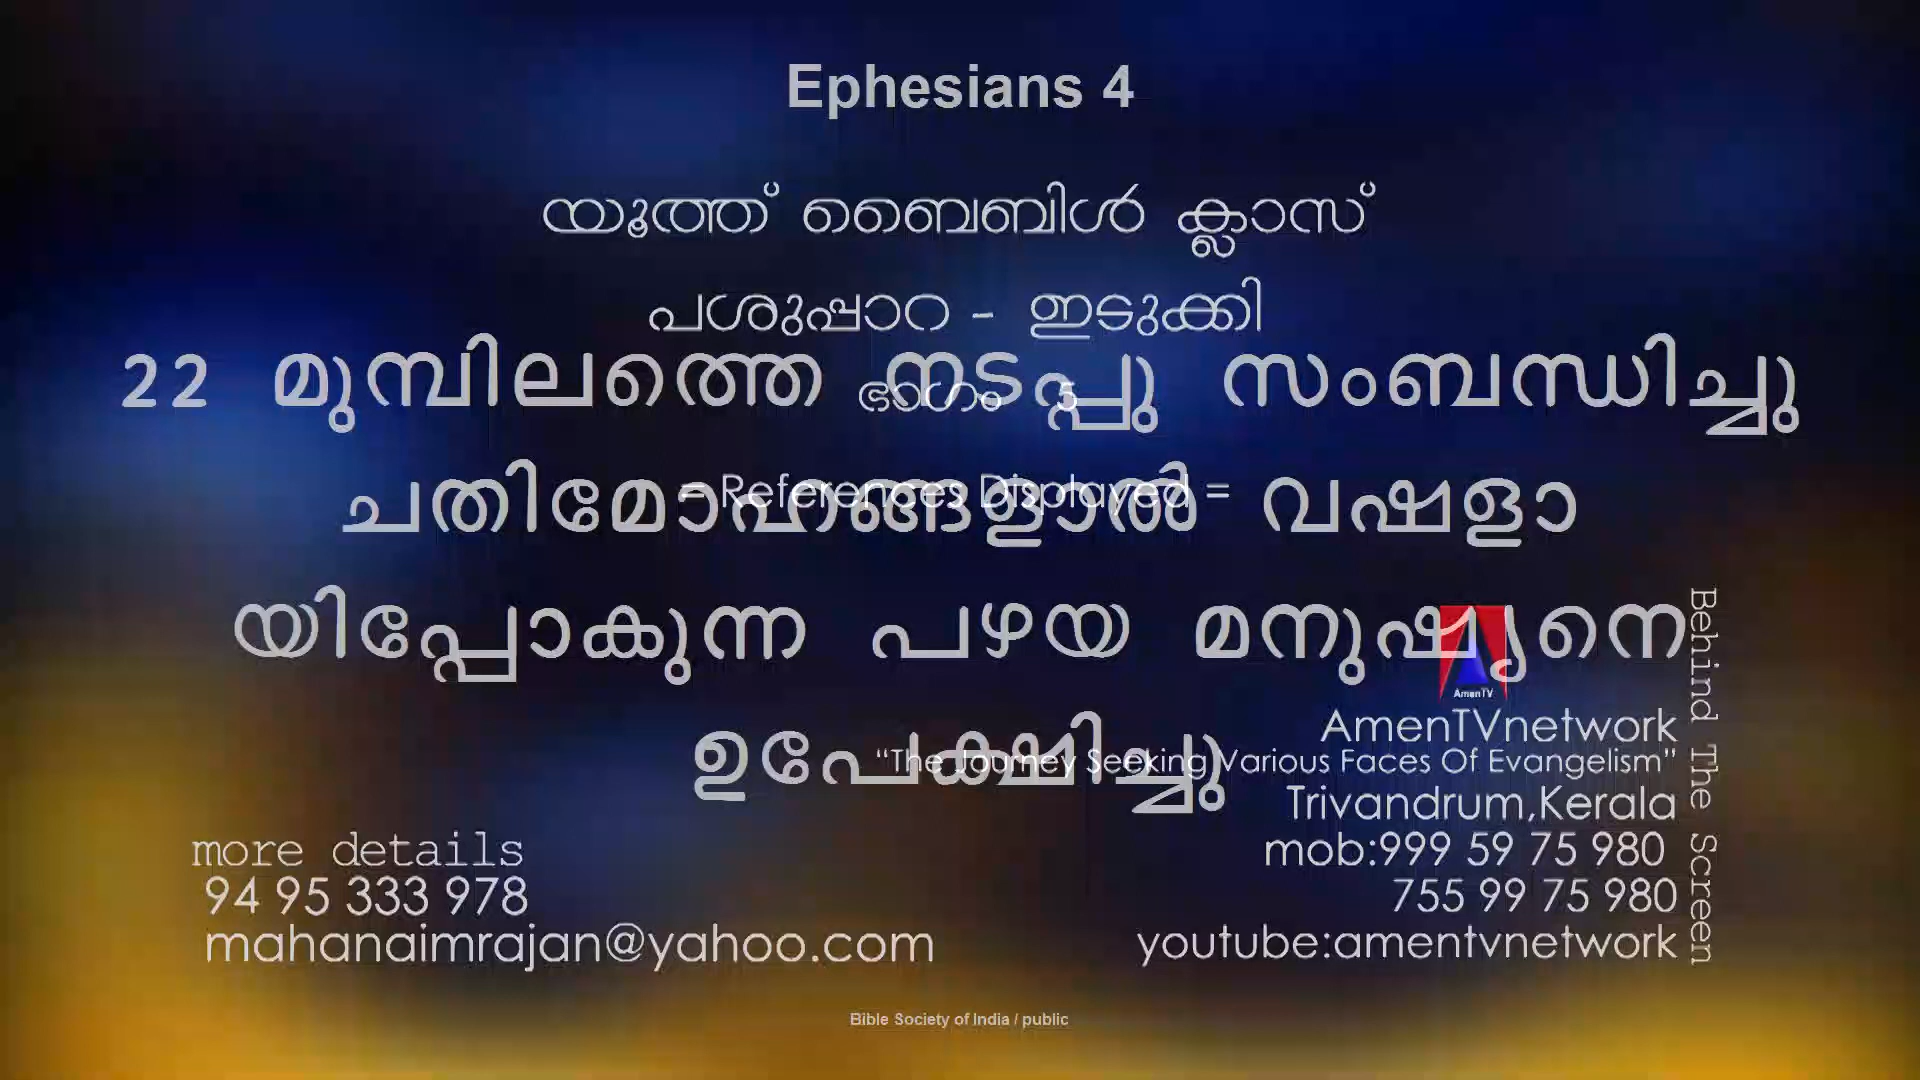 Ephesians 4
യൂത്ത് ബൈബിൾ ക്ലാസ്
പശുപ്പാറ - ഇടുക്കി
22 മുമ്പിലത്തെ നടപ്പു സംബന്ധിച്ചു
ഭാഗം 5
ചതിമോഹങ്ങളാൽ വഷളാ
= References Displayed =
യിപ്പോകുന്ന പഴയ മനുഷ്യനെ
ഉപേക്ഷിച്ചു
AmenTV
AmenTVnetwork
“The Journey Seeking Various Faces Of Evangelism”
Trivandrum,Kerala
mob:999 59 75 980
755 99 75 980
youtube:amentvnetwork
Behind The Screen
more details
94 95 333 978
mahanaimrajan@yahoo.com
Bible Society of India / public